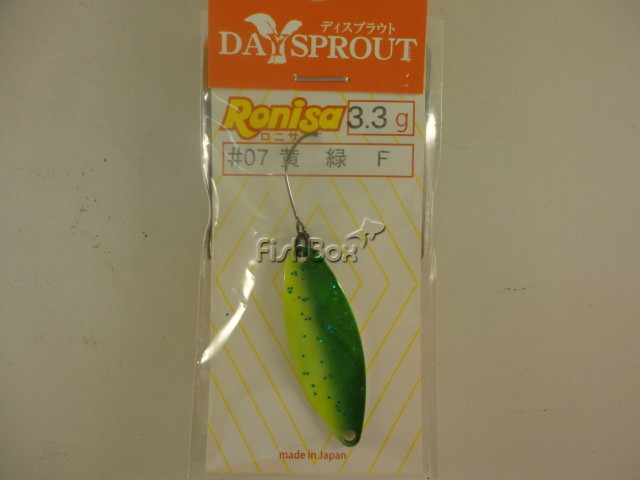 ディスプラウト
DAYSPROUT
Ronisa 3.3g
ロニサ
#07 黄 緑 F
FishBox
made in Japan